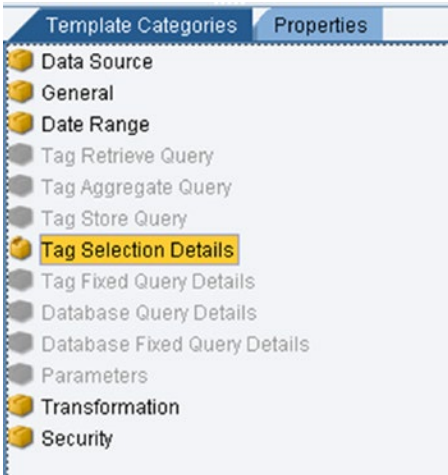 Template Categories Properties
Data Source
General
Date Range
Tag Retrieve Query
Tag Aggregate Query
Tag Store Query
Tag Selection Details
Tag Fixed Query Details
Database Query Details
Database Fixed Query Details
Parameters
Transformation
Security